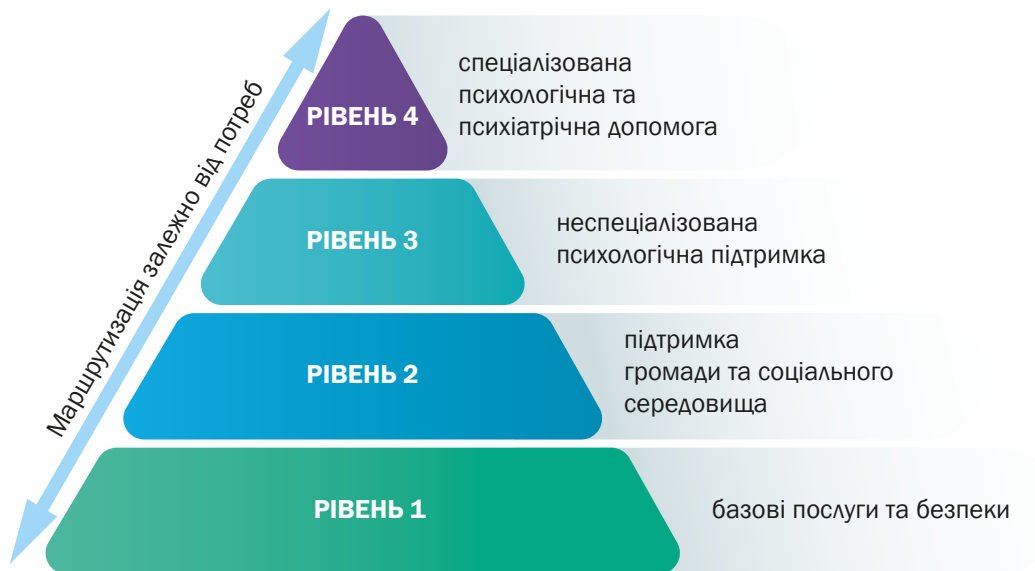 Маршрутизація залежно від потреб
РІВЕНЬ 4
спеціалізована
психологічна та
психіатрічна допомога
РІВЕНЬ 3
неспеціалізована
психологічна підтримка
РІВЕНЬ 2
підтримка
громади та соціального
середовища
РІВЕНЬ 1
базові послуги та безпеки